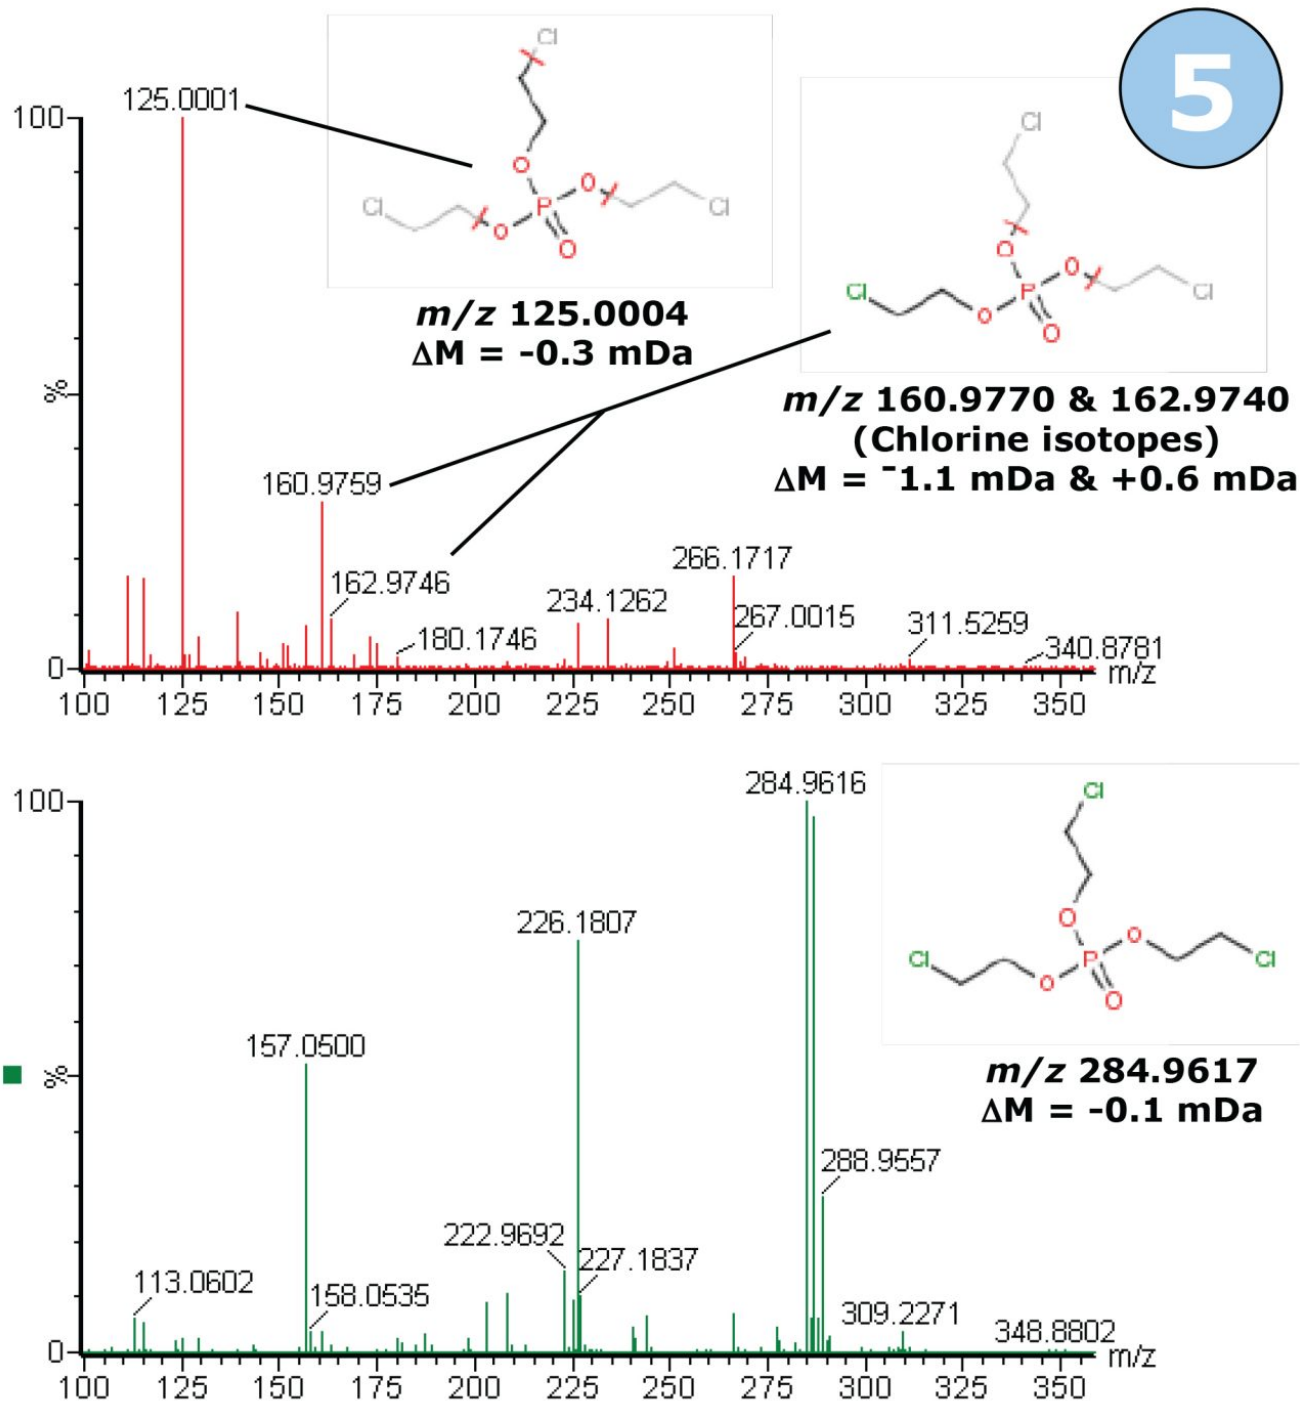 5
Cl
O
Cl
O
P
O
O
Cl
m/z 125.0004
ΔM = -0.3 mDa
Cl
O
O
Cl
P
O
O
Cl
m/z 160.9770 & 162.9740
(Chlorine isotopes)
ΔM = -1.1 mDa & +0.6 mDa
100
%
0
125.0001
160.9759
162.9746
180.1746
234.1262
266.1717
267.0015
311.5259
340.8781
m/z
100 125 150 175 200 225 250 275 300 325 350
Cl
O
O
Cl
P
O
O
Cl
m/z 284.9617
ΔM = -0.1 mDa
100
%
0
113.0602
157.0500
158.0535
222.9692
226.1807
227.1837
284.9616
288.9557
309.2271
348.8802
m/z
100 125 150 175 200 225 250 275 300 325 350